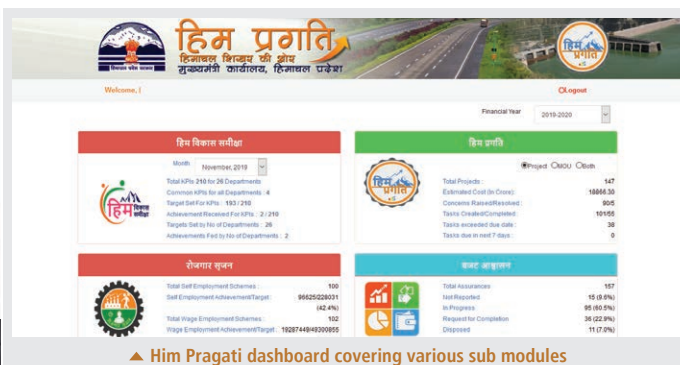 हिम प्रगति
हिमाचल शिखर की ओर
मुख्यमंत्री कार्यालय, हिमाचल प्रदेश
हिम प्रगति
Welcome, (
Logout
Financial Year 2019-2020
हिम विकास समीक्षा
Month November, 2019
Total KPIs 210 for 26 Departments
Common KPIs for all Departments : 4
Target Set For KPIs : 193 / 210
Achievement Received For KPIs : 2 / 210
Targets Set by No of Departments : 26
Achievements Fed by No of Departments : 2
हिम विकास समीक्षा
हिम प्रगति
Project MOU Both
हिम प्रगति
Total Projects : 147
Estimated Cost (In Crore): 18866.38
Concerns Raised/Resolved : 90/5
Tasks Created/Completed: 101/55
Tasks exceeded due date : 38
Tasks due in next 7 days : 0
रोजगार सृजन
Total Self Employment Schemes : 100
Self Employment Achievement/Target: 96625/228031
(42.4%)
Total Wage Employment Schemes : 102
Wage Employment Achievement/Target : 19287449/49300855
बजट आश्वासन
Total Assurances 157
Not Reported 15 (9.6%)
In Progress 95 (60.5%)
Request for Completion 36 (22.9%)
Disposed 11 (7.0%)
▲ Him Pragati dashboard covering various sub modules